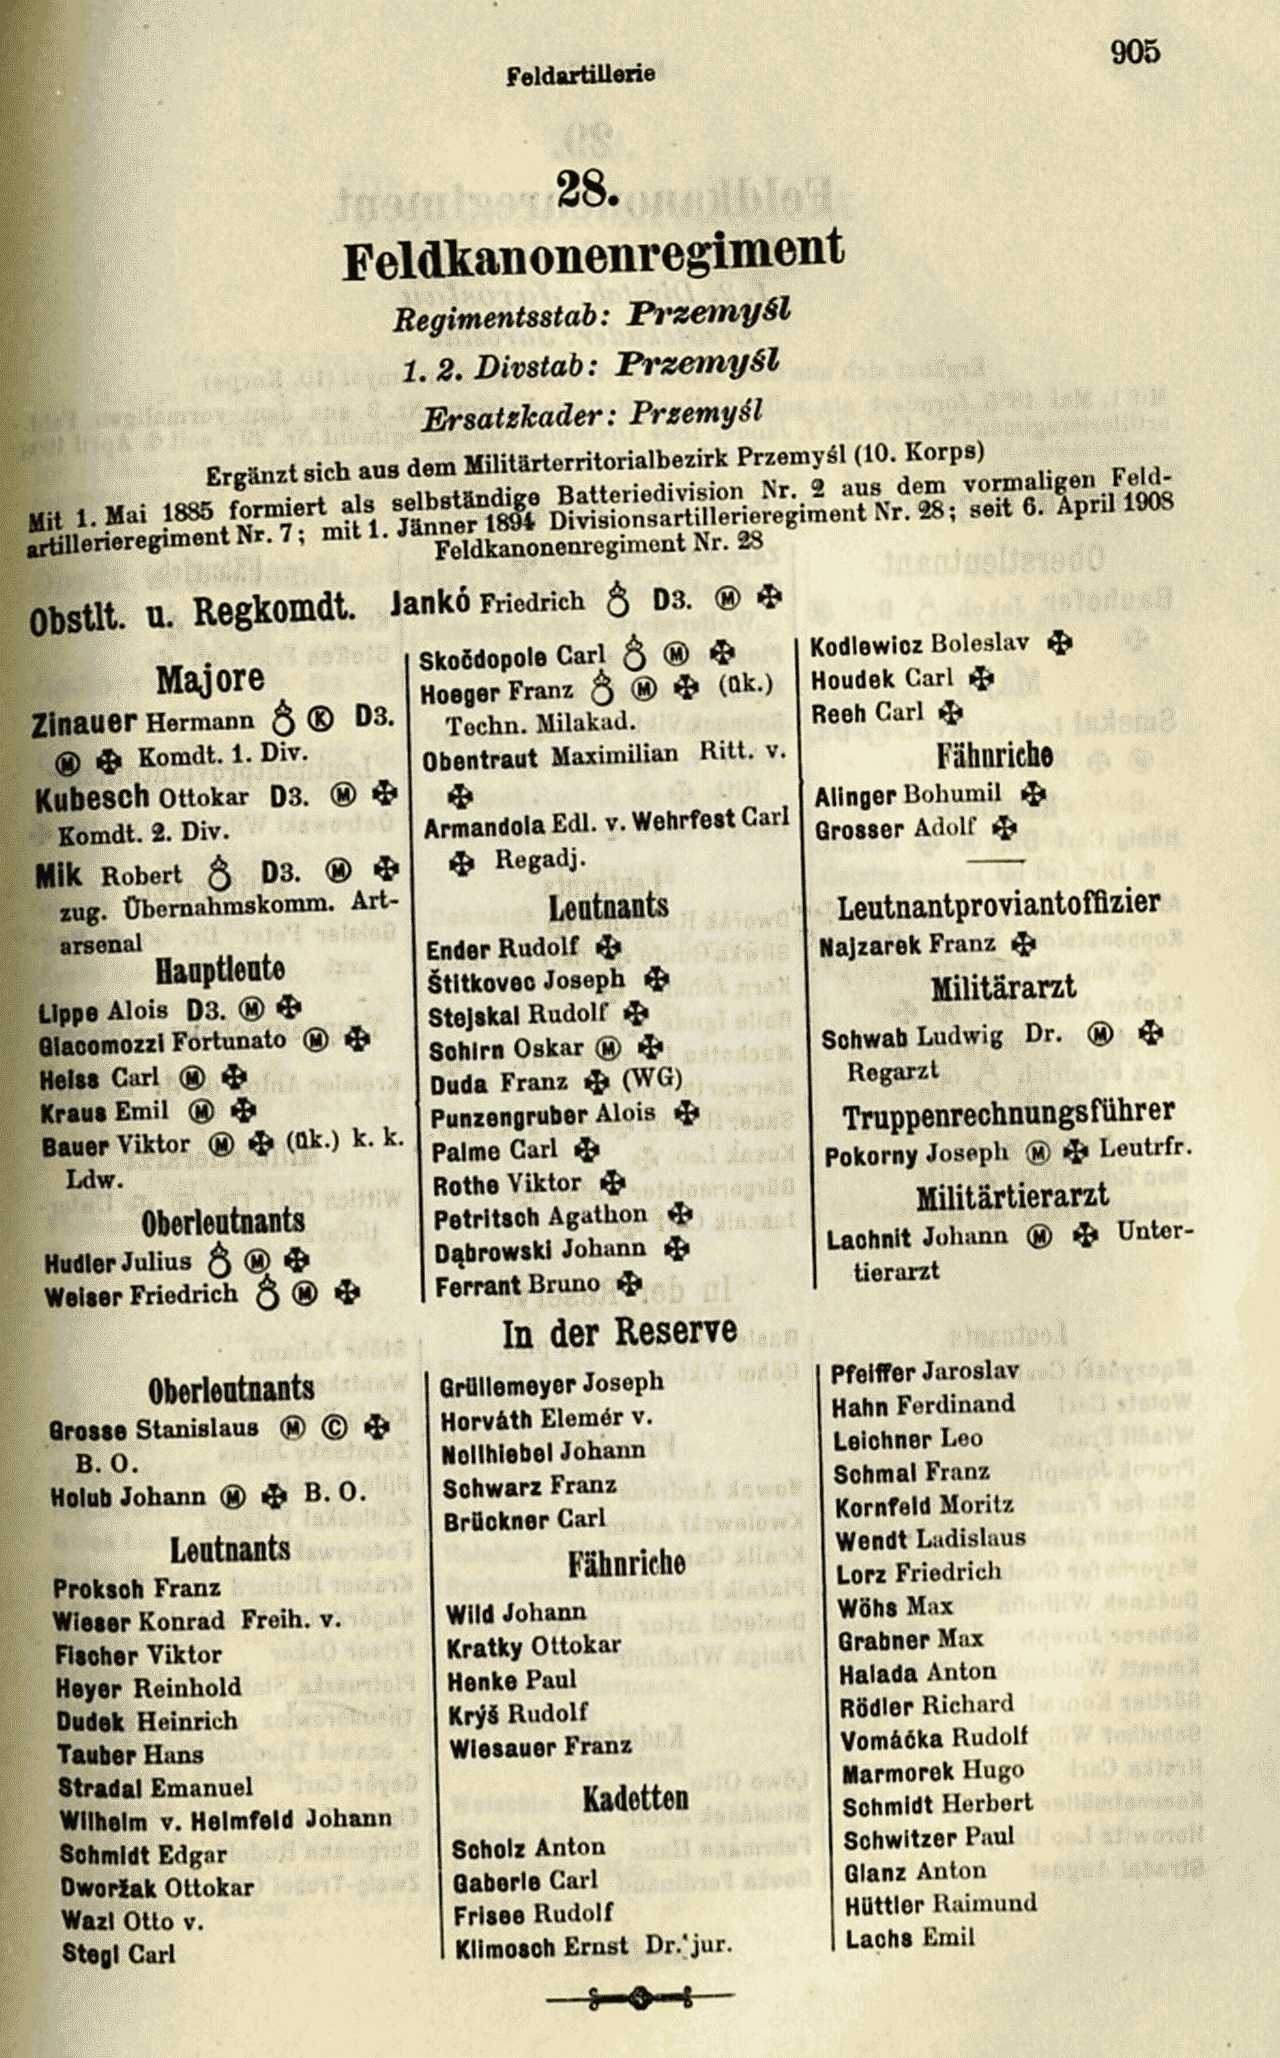 905
Feldartillerie
28.
Feldkanonenregiment
Regimentsstab: Przemyśl
1. 2. Divstab: Przemyśl
Ersatzkader: Przemyśl
Ergänzt sich aus dem Militärterritorialbezirk Przemyśl (10. Korps)
Mit 1. Mai 1885 formiert als selbständige Batteriedivision Nr. 2 aus dem vormaligen Feld-
artillerieregiment Nr. 7; mit 1. Jänner 1894 Divisionsartillerieregiment Nr. 28; seit 6. April 1908
Feldkanonenregiment Nr. 28
Obstlt. u. Regkomdt. Jankó Friedrich D3. Ⓜ ✠
Majore
Zinauer Hermann Ⓚ D3.
Ⓜ ✠ Komdt. 1. Div.
Kubesch Ottokar D3. Ⓜ ✠
Komdt. 2. Div.
Mik Robert D3. Ⓜ ✠
zug. Übernahmskomm. Art-
arsenal
Hauptleute
Lippe Alois D3. Ⓜ ✠
Giacomozzi Fortunato Ⓜ ✠
Heiss Carl Ⓜ ✠
Kraus Emil Ⓜ ✠
Bauer Viktor Ⓜ ✠ (ük.) k. k.
Ldw.
Oberleutnants
Hudler Julius Ⓜ ✠
Weiser Friedrich Ⓜ ✠
Skočdopole Carl Ⓜ ✠
Hoeger Franz Ⓜ ✠ (ük.)
Techn. Milakad.
Obentraut Maximilian Ritt. v.
✠
Armandola Edl. v. Wehrfest Carl
✠ Regadj.
Leutnants
Ender Rudolf ✠
Štitkovec Joseph ✠
Stejskal Rudolf ✠
Schirn Oskar Ⓜ ✠
Duda Franz ✠ (WG)
Punzengruber Alois ✠
Palme Carl ✠
Rothe Viktor ✠
Petritsch Agathon ✠
Dąbrowski Johann ✠
Ferrant Bruno ✠
Kodlewicz Boleslav ✠
Houdek Carl ✠
Reeh Carl ✠
Fähnriche
Alinger Bohumil ✠
Grosser Adolf ✠
Leutnantproviantoffizier
Najzarek Franz ✠
Militärarzt
Schwab Ludwig Dr. Ⓜ ✠
Regarzt
Truppenrechnungsführer
Pokorny Joseph Ⓜ ✠ Leutrfr.
Militärtierarzt
Lachnit Johann Ⓜ ✠ Unter-
tierarzt
In der Reserve
Oberleutnants
Grosse Stanislaus Ⓜ Ⓒ ✠
B. O.
Holub Johann Ⓜ ✠ B. O.
Leutnants
Proksch Franz
Wieser Konrad Freih. v.
Fischer Viktor
Heyer Reinhold
Dudek Heinrich
Tauber Hans
Stradal Emanuel
Wilhelm v. Helmfeld Johann
Schmidt Edgar
Dworžak Ottokar
Wazl Otto v.
Stegl Carl
Grüllemeyer Joseph
Horváth Elemér v.
Nellhiebel Johann
Schwarz Franz
Brückner Carl
Fähnriche
Wild Johann
Kratky Ottokar
Henke Paul
Krýš Rudolf
Wiesauer Franz
Kadetten
Scholz Anton
Gaberle Carl
Frisee Rudolf
Klimosch Ernst Dr. jur.
Pfeiffer Jaroslav
Hahn Ferdinand
Leichner Leo
Schmal Franz
Kornfeld Moritz
Wendt Ladislaus
Lorz Friedrich
Wöhs Max
Grabner Max
Halada Anton
Rödler Richard
Vomáčka Rudolf
Marmorek Hugo
Schmidt Herbert
Schwitzer Paul
Glanz Anton
Hüttler Raimund
Lachs Emil